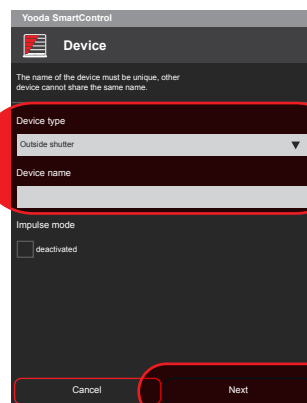 Yooda SmartControl
Device
The name of the device must be unique, other
device cannot share the same name.
Device type
Outside shutter
Device name
Impulse mode
deactivated
Cancel Next